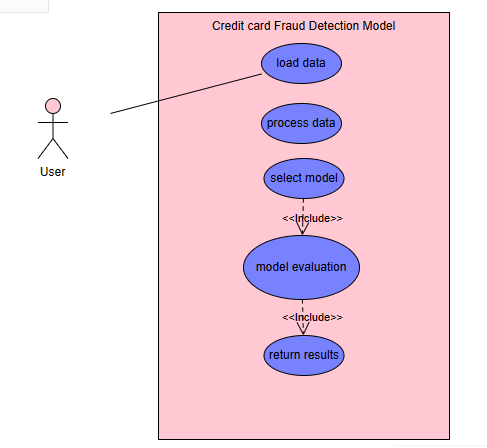 Credit card Fraud Detection Model
load data
process data
User
select model
<<Include>>
model evaluation
<<Include>>
return results